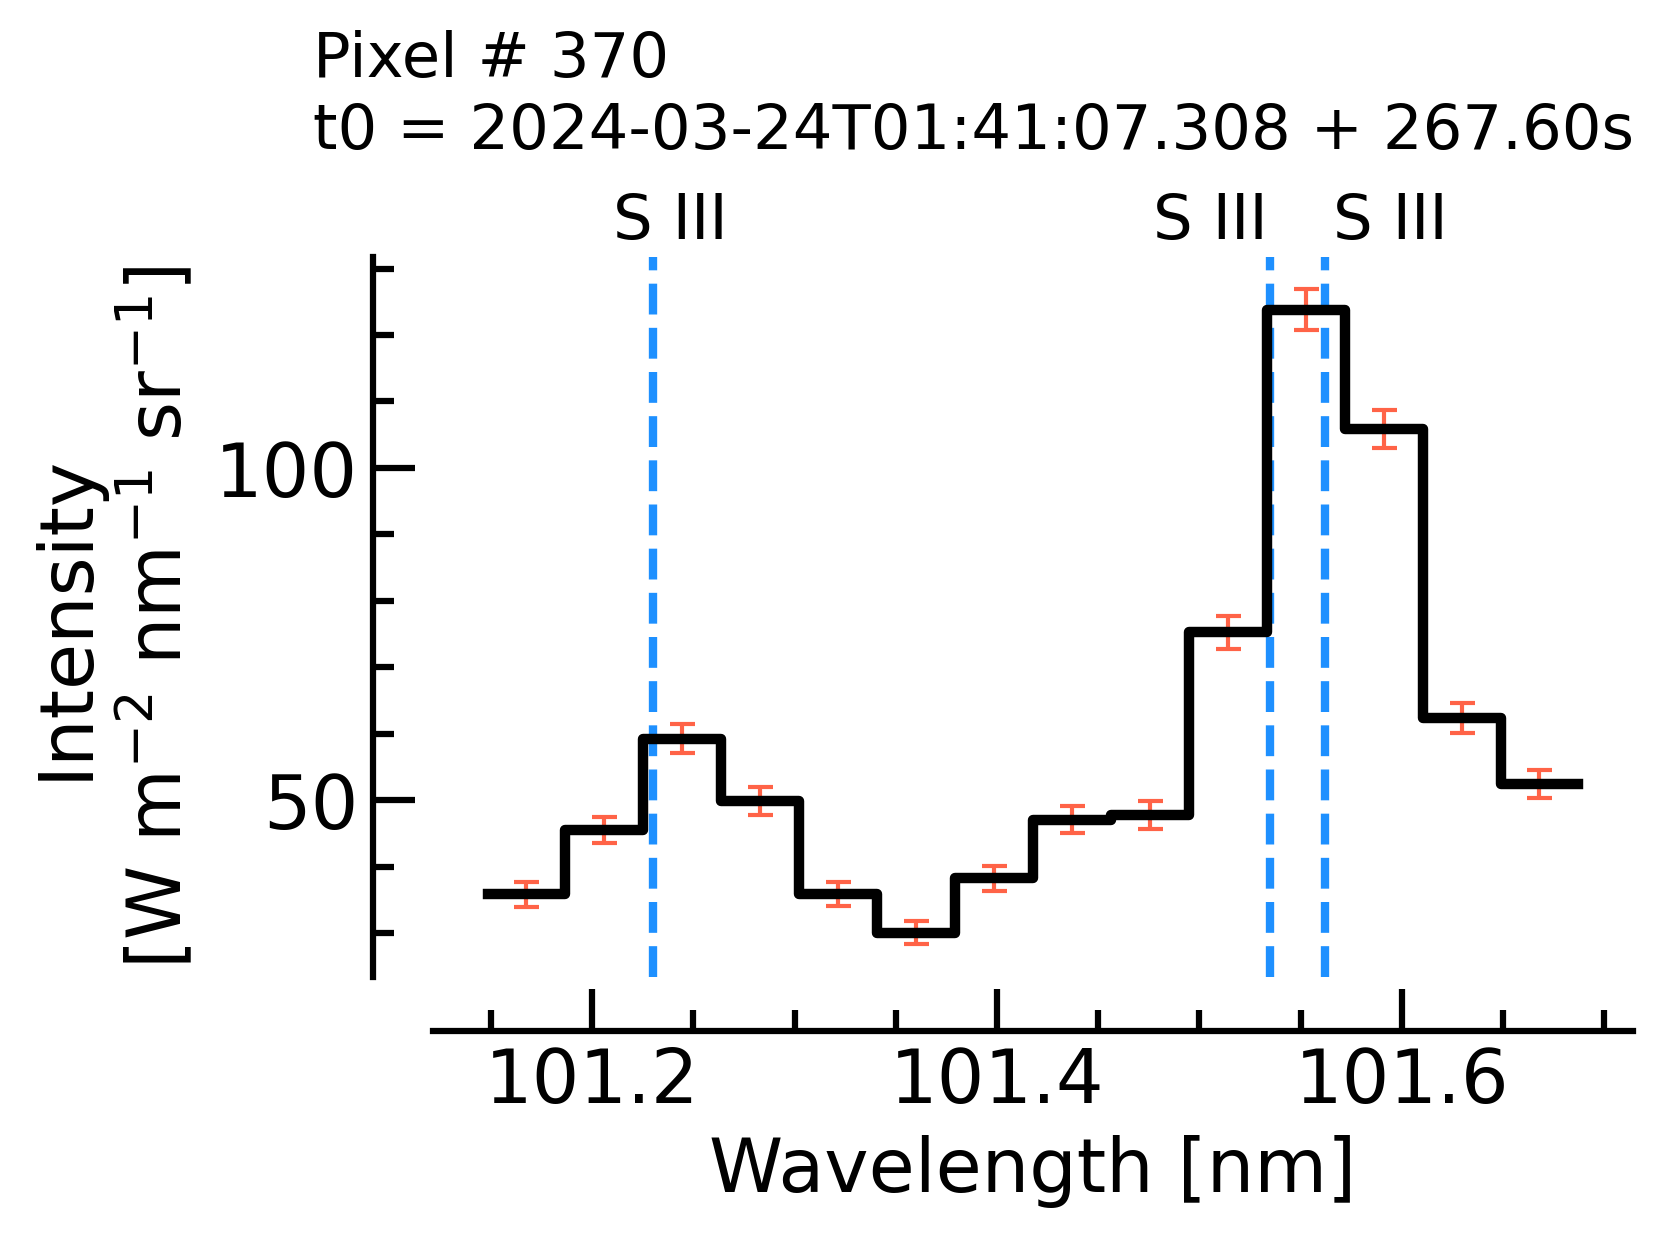 Pixel # 370
t0 = 2024-03-24T01:41:07.308 + 267.60s
S III S III S III
Intensity
[W m⁻² nm⁻¹ sr⁻¹]
100
50
101.2 101.4 101.6
Wavelength [nm]